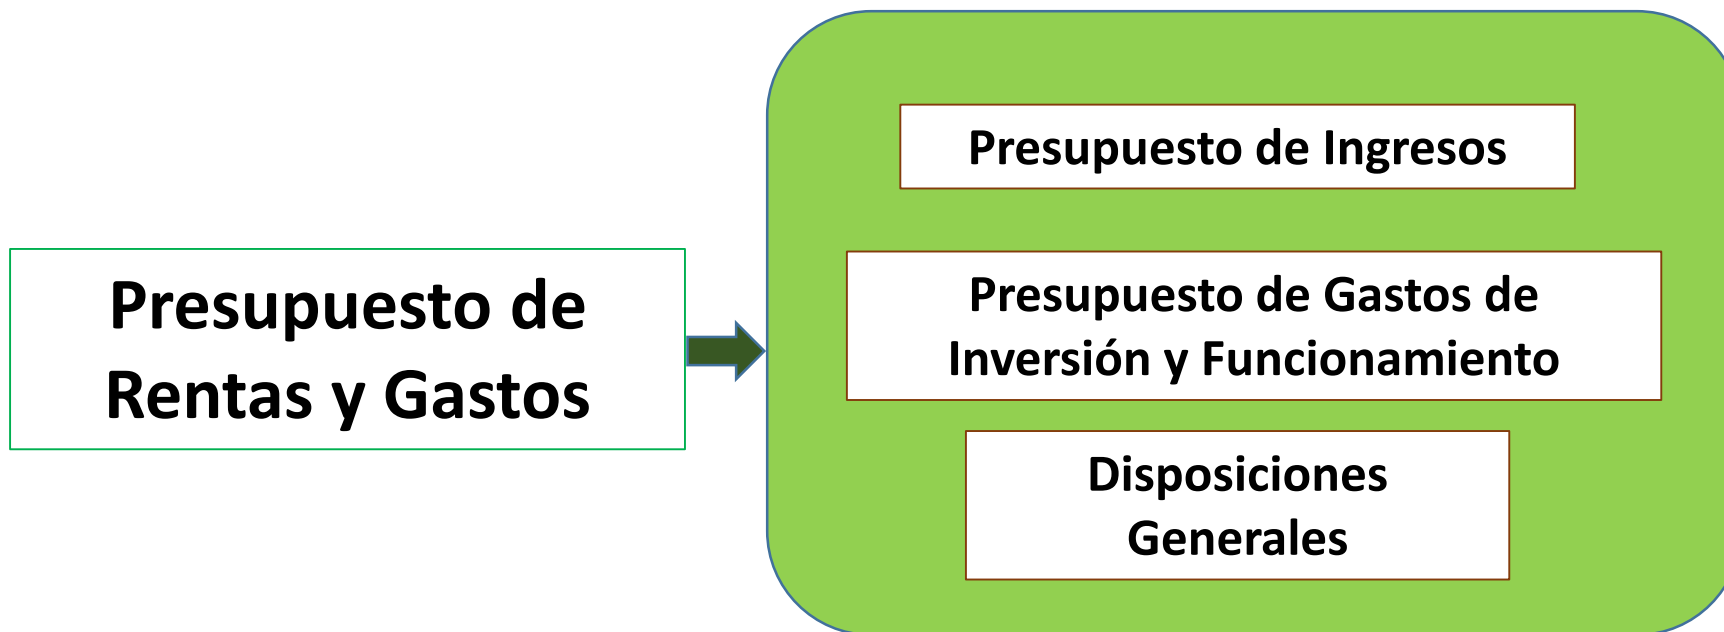 Presupuesto de
Rentas y Gastos
Presupuesto de Ingresos
Presupuesto de Gastos de
Inversión y Funcionamiento
Disposiciones
Generales